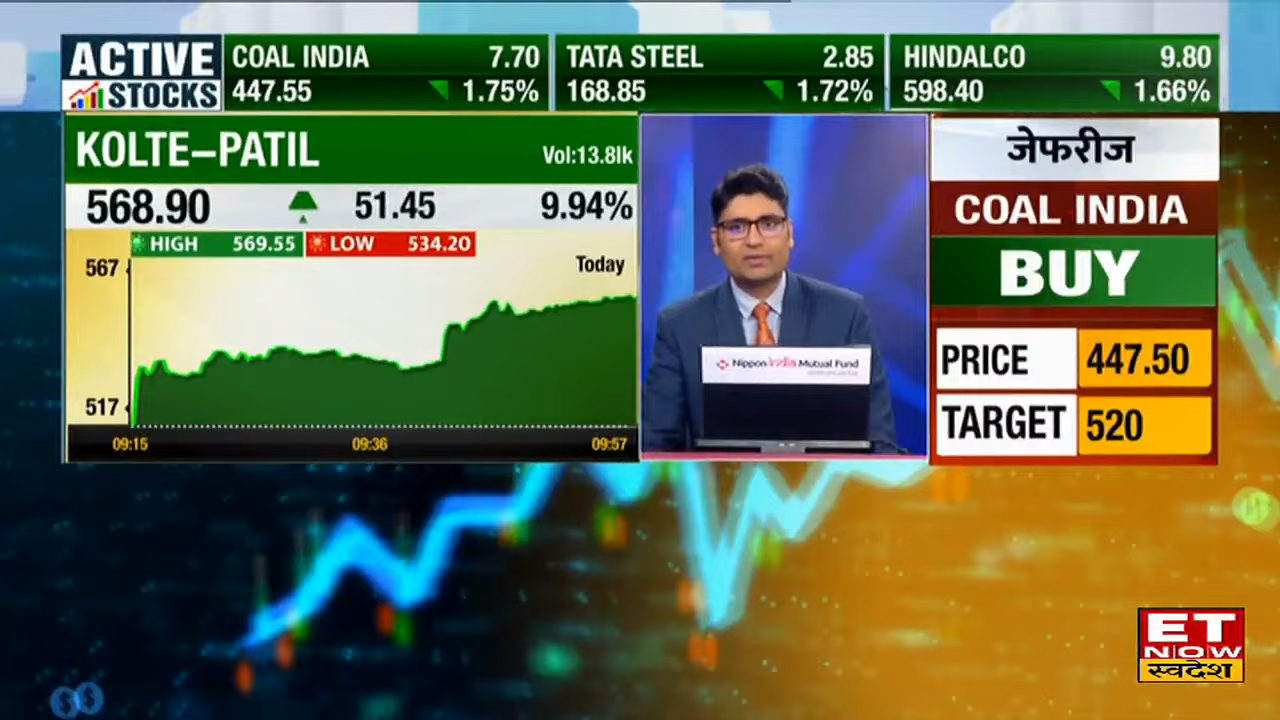 ACTIVE STOCKS
COAL INDIA 7.70
447.55 1.75%
TATA STEEL 2.85
168.85 1.72%
HINDALCO 9.80
598.40 1.66%
KOLTE–PATIL Vol:13.8lk
568.90 51.45 9.94%
HIGH 569.55 LOW 534.20
567 Today
517
09:15 09:36 09:57
Nippon india Mutual Fund
जेफरीज
COAL INDIA
BUY
PRICE 447.50
TARGET 520
ET
NOW
स्वदेश